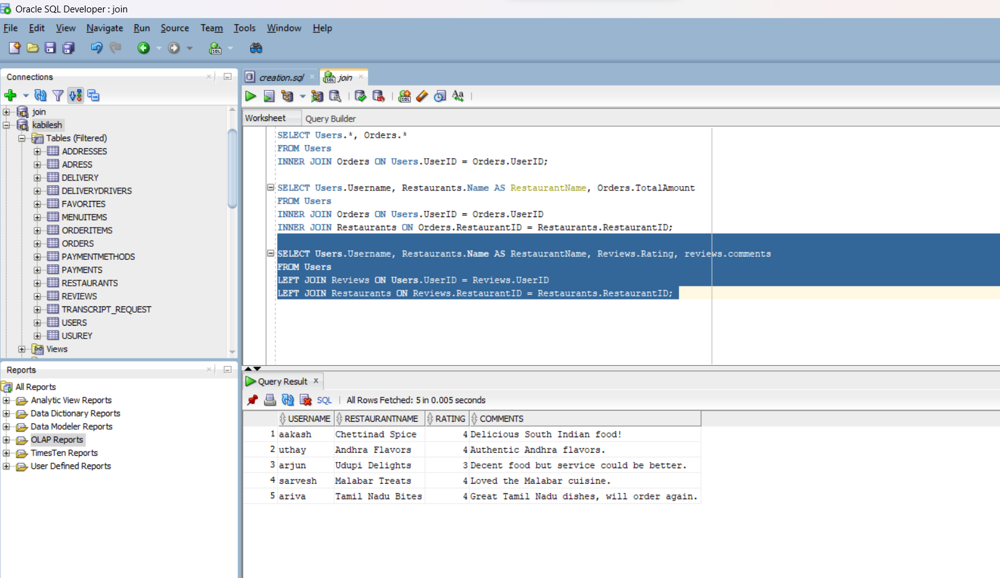 Oracle SQL Developer : join
File Edit View Navigate Run Source Team Tools Window Help
Connections
join
kabilesh
Tables (Filtered)
ADDRESSES
ADRESS
DELIVERY
DELIVERYDRIVERS
FAVORITES
MENUITEMS
ORDERITEMS
ORDERS
PAYMENTMETHODS
PAYMENTS
RESTAURANTS
REVIEWS
TRANSCRIPT_REQUEST
USERS
USUREY
Views
Reports
All Reports
Analytic View Reports
Data Dictionary Reports
Data Modeler Reports
OLAP Reports
TimesTen Reports
User Defined Reports
creation.sql join
Worksheet Query Builder
SELECT Users.*, Orders.*
FROM Users
INNER JOIN Orders ON Users.UserID = Orders.UserID;
SELECT Users.Username, Restaurants.Name AS RestaurantName, Orders.TotalAmount
FROM Users
INNER JOIN Orders ON Users.UserID = Orders.UserID
INNER JOIN Restaurants ON Orders.RestaurantID = Restaurants.RestaurantID;
SELECT Users.Username, Restaurants.Name AS RestaurantName, Reviews.Rating, reviews.comments
FROM Users
LEFT JOIN Reviews ON Users.UserID = Reviews.UserID
LEFT JOIN Restaurants ON Reviews.RestaurantID = Restaurants.RestaurantID;
Query Result
SQL | All Rows Fetched: 5 in 0.005 seconds
USERNAME RESTAURANTNAME RATING COMMENTS
1 aakash Chettinad Spice 4 Delicious South Indian food!
2 uthay Andhra Flavors 4 Authentic Andhra flavors.
3 arjun Udupi Delights 3 Decent food but service could be better.
4 sarvesh Malabar Treats 4 Loved the Malabar cuisine.
5 ariva Tamil Nadu Bites 4 Great Tamil Nadu dishes, will order again.